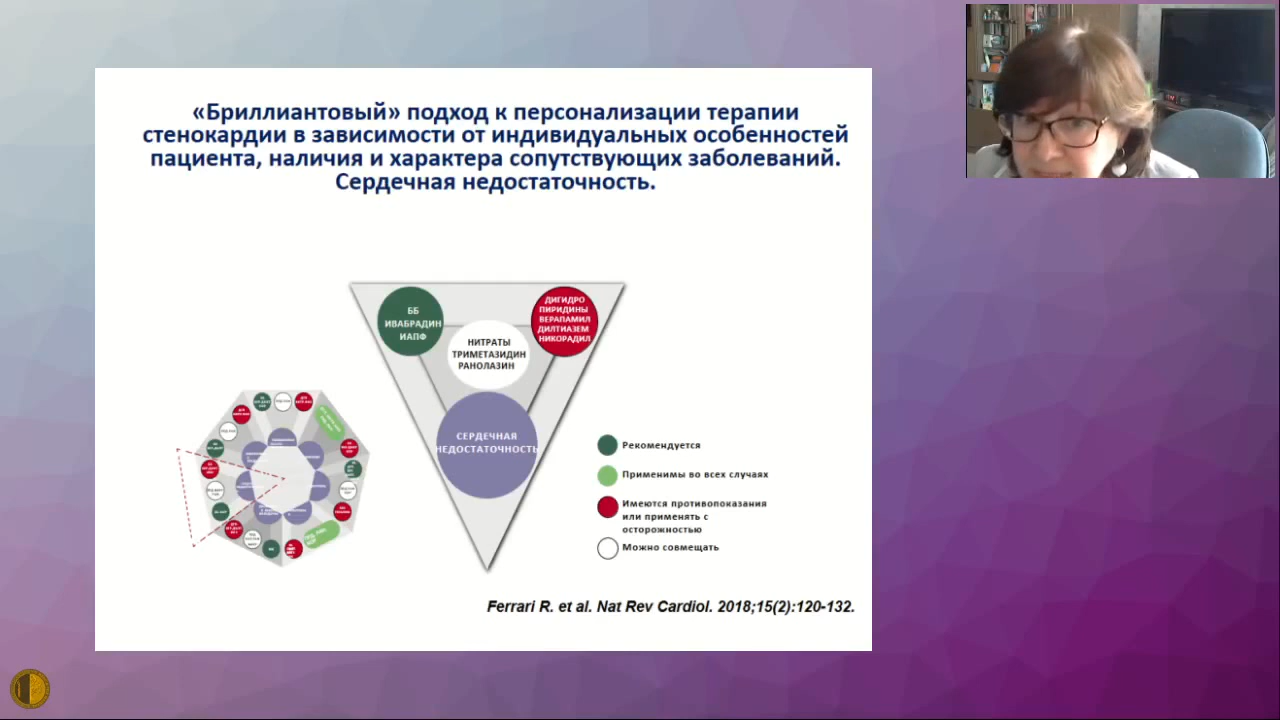 «Бриллиантовый» подход к персонализации терапии
стенокардии в зависимости от индивидуальных особенностей
пациента, наличия и характера сопутствующих заболеваний.
Сердечная недостаточность.
ББ
ИВАБРАДИН
ИАПФ
НИТРАТЫ
ТРИМЕТАЗИДИН
РАНОЛАЗИН
ДИГИДРО
ПИРИДИНЫ
ВЕРАПАМИЛ
ДИЛТИАЗЕМ
НИКОРАДИЛ
СЕРДЕЧНАЯ
НЕДОСТАТОЧНОСТЬ
Рекомендуется
Применимы во всех случаях
Имеются противопоказания
или применять с
осторожностью
Можно совмещать
Ferrari R. et al. Nat Rev Cardiol. 2018;15(2):120-132.